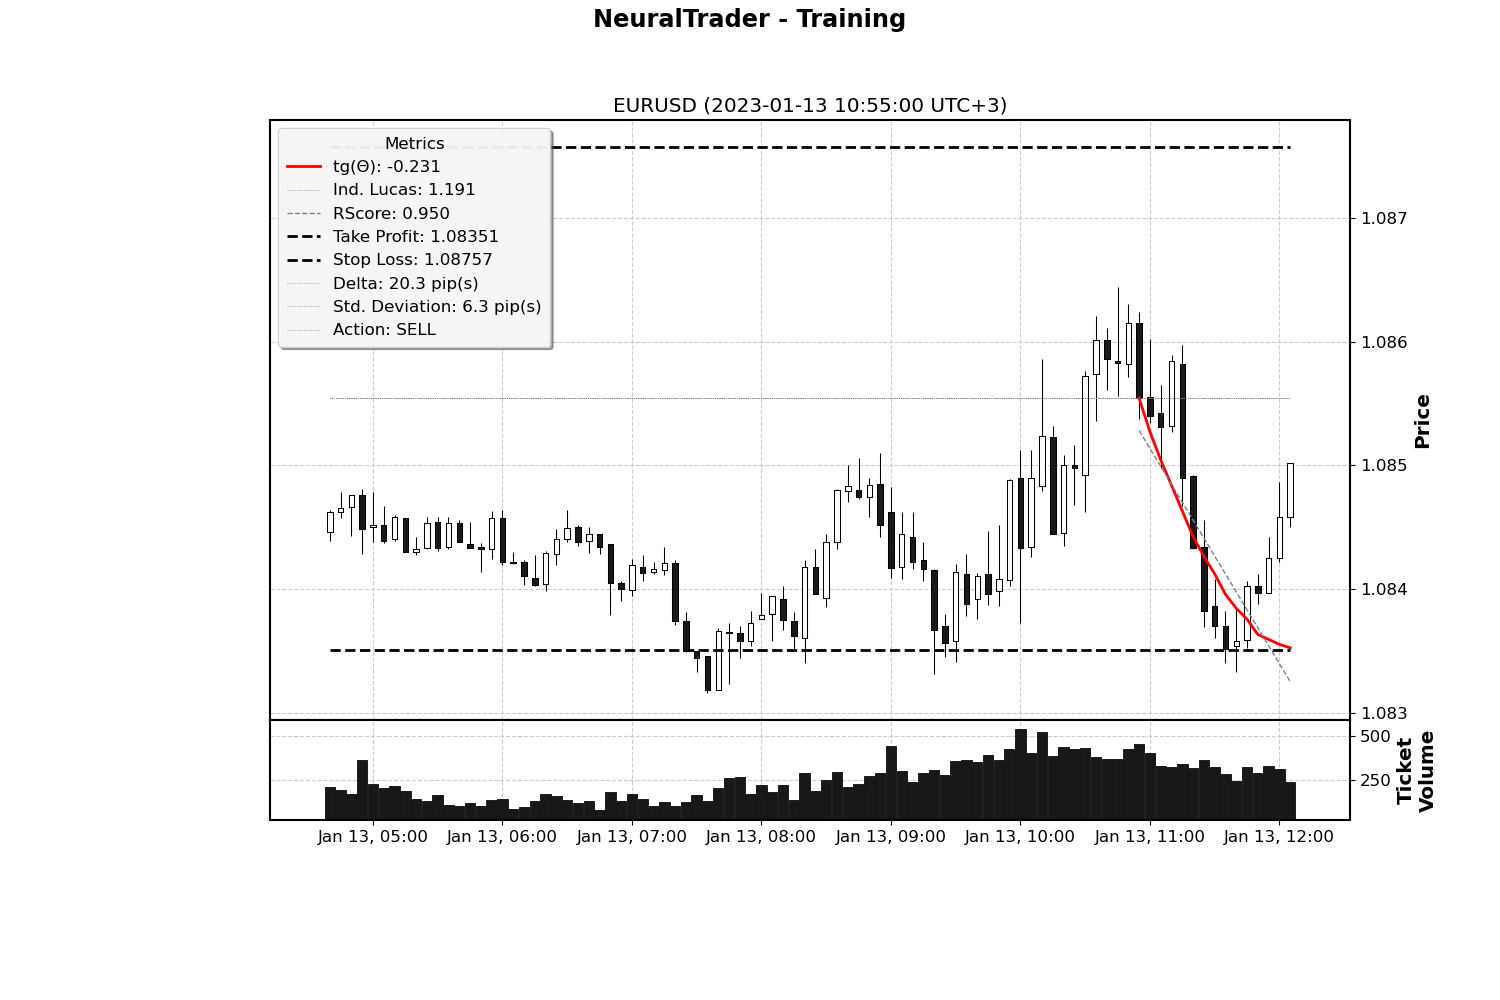 NeuralTrader - Training
EURUSD (2023-01-13 10:55:00 UTC+3)
Metrics
tg(Θ): -0.231
Ind. Lucas: 1.191
RScore: 0.950
Take Profit: 1.08351
Stop Loss: 1.08757
Delta: 20.3 pip(s)
Std. Deviation: 6.3 pip(s)
Action: SELL
1.087
1.086
1.085
1.084
1.083
Price
500
250
Ticket
Volume
Jan 13, 05:00
Jan 13, 06:00
Jan 13, 07:00
Jan 13, 08:00
Jan 13, 09:00
Jan 13, 10:00
Jan 13, 11:00
Jan 13, 12:00